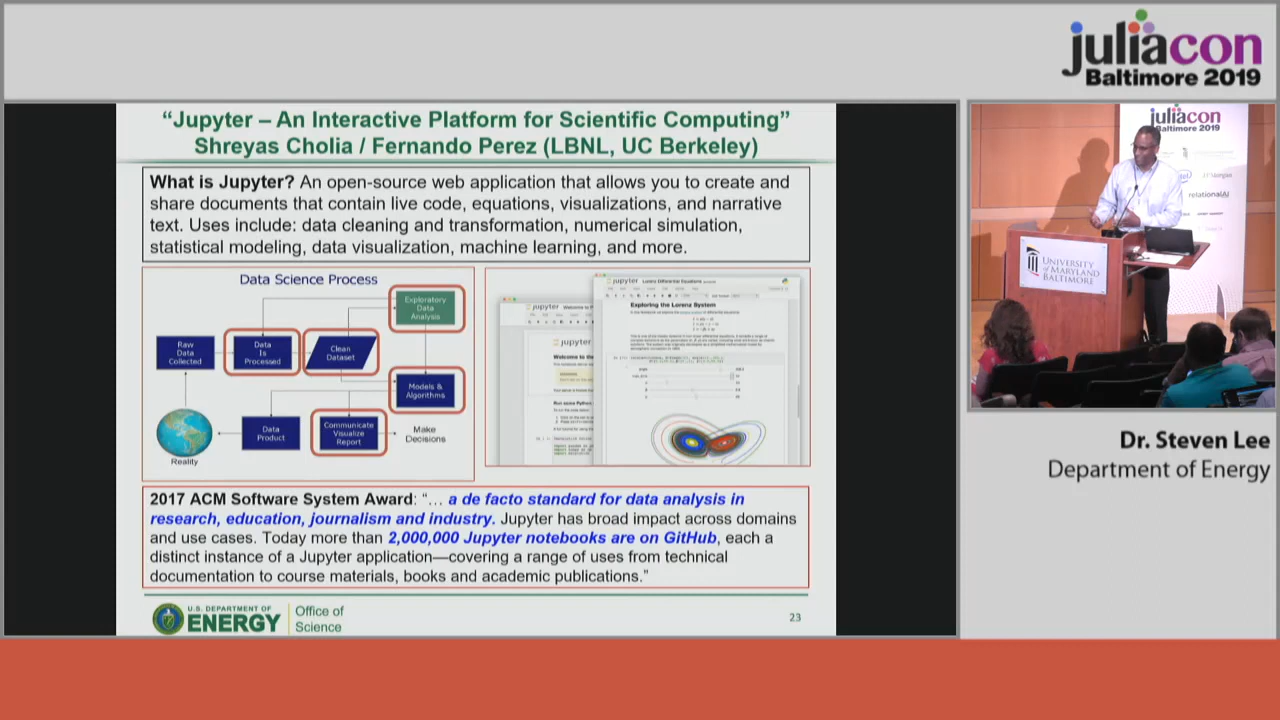 juliacon
Baltimore 2019
“Jupyter – An Interactive Platform for Scientific Computing”
Shreyas Cholia / Fernando Perez (LBNL, UC Berkeley)
What is Jupyter? An open-source web application that allows you to create and
share documents that contain live code, equations, visualizations, and narrative
text. Uses include: data cleaning and transformation, numerical simulation,
statistical modeling, data visualization, machine learning, and more.
Data Science Process
Exploratory
Data
Analysis
Raw
Data
Collected
Data
Is
Processed
Clean
Dataset
Models &
Algorithms
Reality
Data
Product
Communicate
Visualize
Report
Make
Decisions
jupyter
jupyter
jupyter
Lorenz Differential Equations
Exploring the Lorenz System
2017 ACM Software System Award: “… a de facto standard for data analysis in
research, education, journalism and industry. Jupyter has broad impact across domains
and use cases. Today more than 2,000,000 Jupyter notebooks are on GitHub, each a
distinct instance of a Jupyter application—covering a range of uses from technical
documentation to course materials, books and academic publications.”
U.S. DEPARTMENT OF
ENERGY
Office of
Science
23
juliacon
Baltimore 2019
relationalAI
UNIVERSITY
of MARYLAND
BALTIMORE
Dr. Steven Lee
Department of Energy